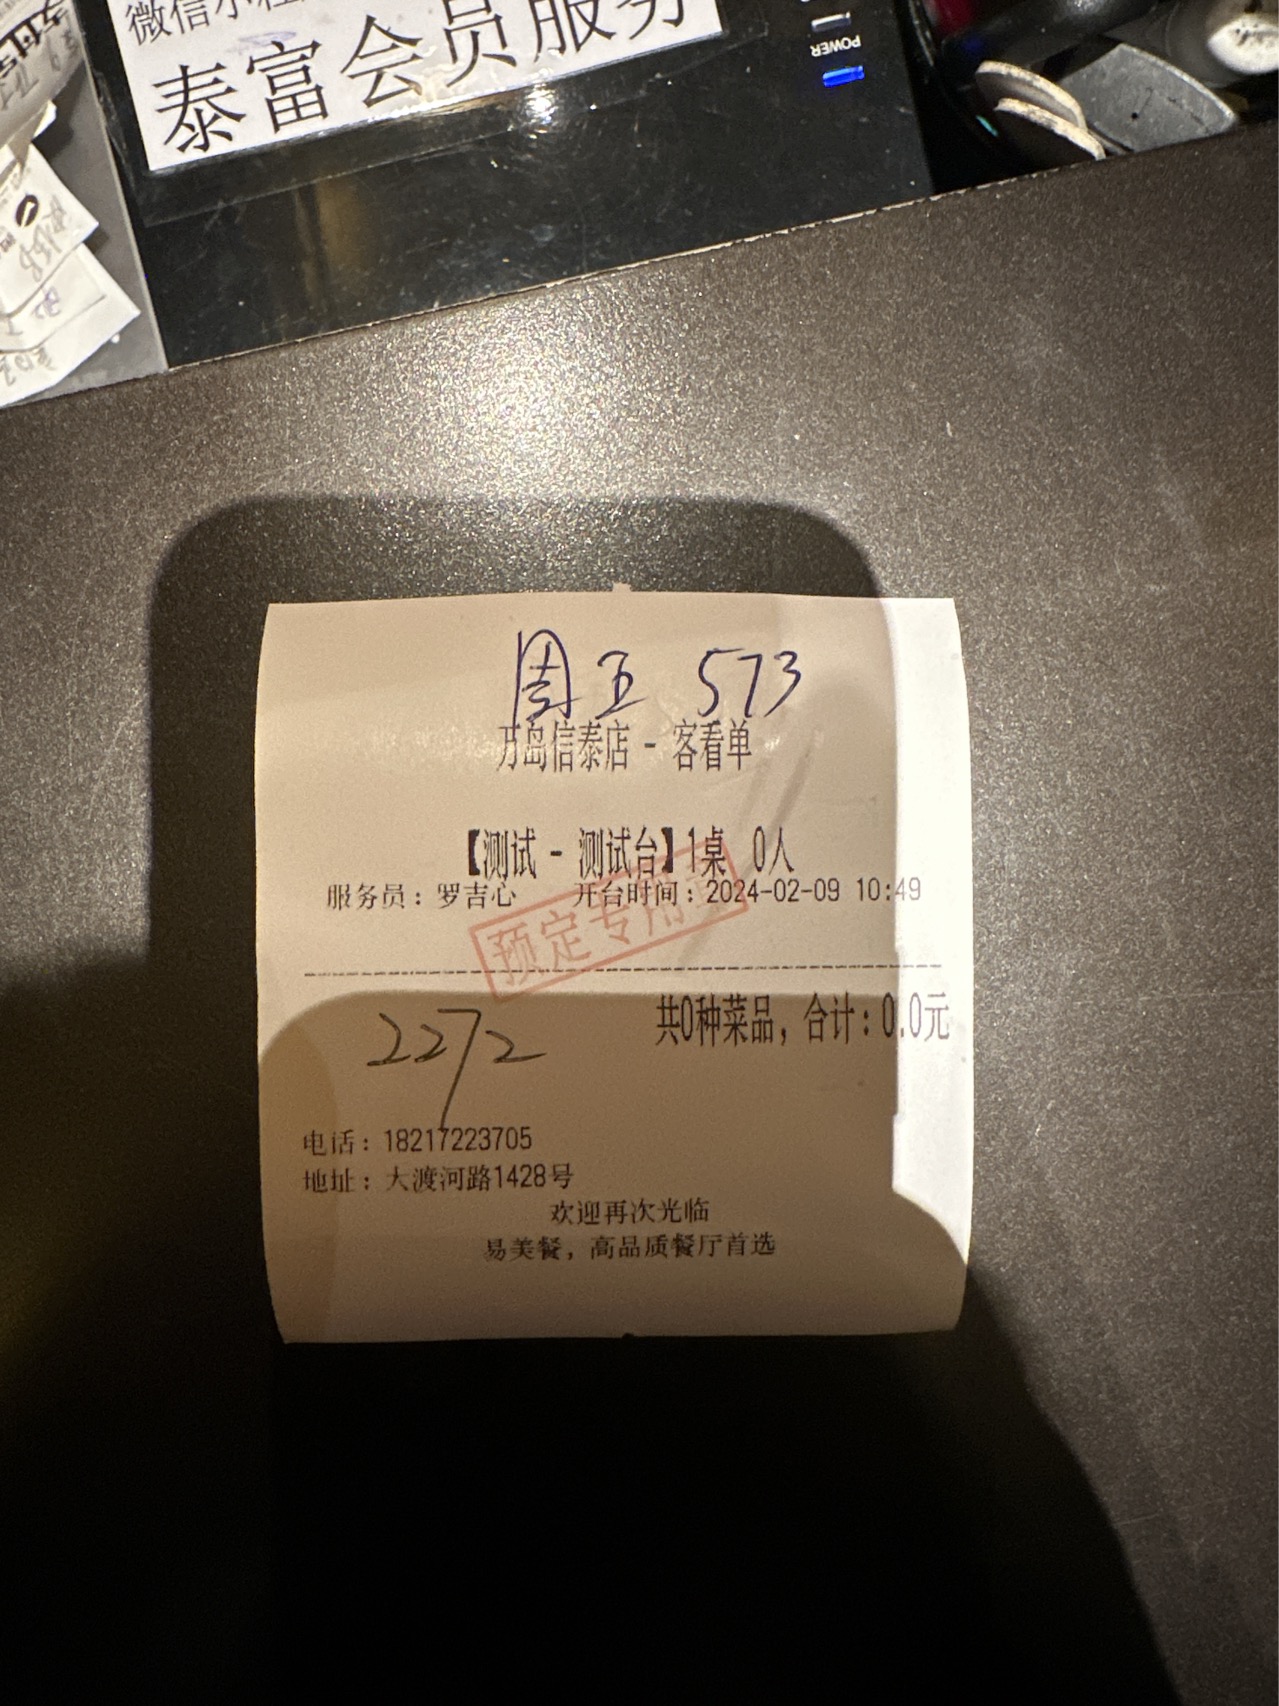 微信小程
泰富会员服务
POWER
周五 573
万岛信泰店 - 客看单
【测试 - 测试台】1桌 0人
服务员：罗吉心 开台时间：2024-02-09 10:49
预定专用章
共0种菜品，合计：0.0元
2272
电话：18217223705
地址：大渡河路1428号
欢迎再次光临
易美餐，高品质餐厅首选